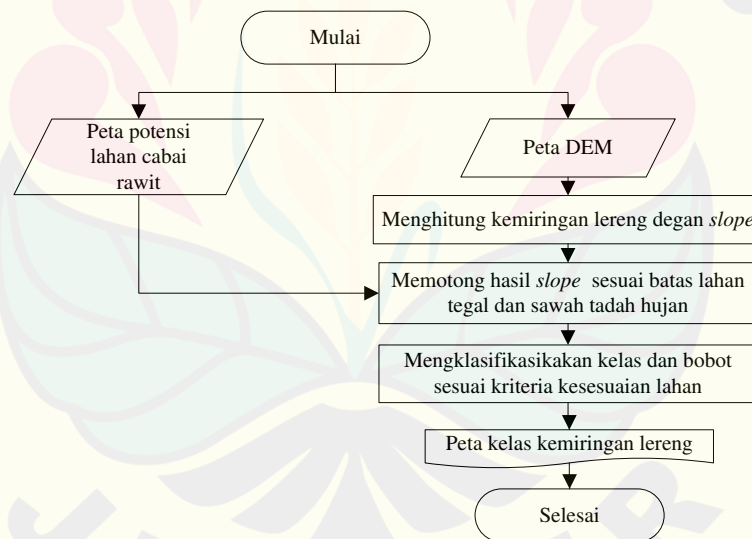 Mulai
Peta potensi
lahan cabai
rawit
Peta DEM
Menghitung kemiringan lereng degan slope
Memotong hasil slope sesuai batas lahan
tegal dan sawah tadah hujan
Mengklasifikasikakan kelas dan bobot
sesuai kriteria kesesuaian lahan
Peta kelas kemiringan lereng
Selesai